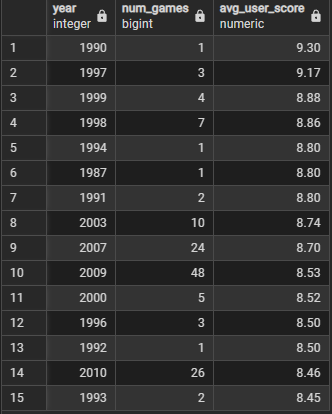 year num_games avg_user_score
integer bigint numeric
1 1990 1 9.30
2 1997 3 9.17
3 1999 4 8.88
4 1998 7 8.86
5 1994 1 8.80
6 1987 1 8.80
7 1991 2 8.80
8 2003 10 8.74
9 2007 24 8.70
10 2009 48 8.53
11 2000 5 8.52
12 1996 3 8.50
13 1992 1 8.50
14 2010 26 8.46
15 1993 2 8.45